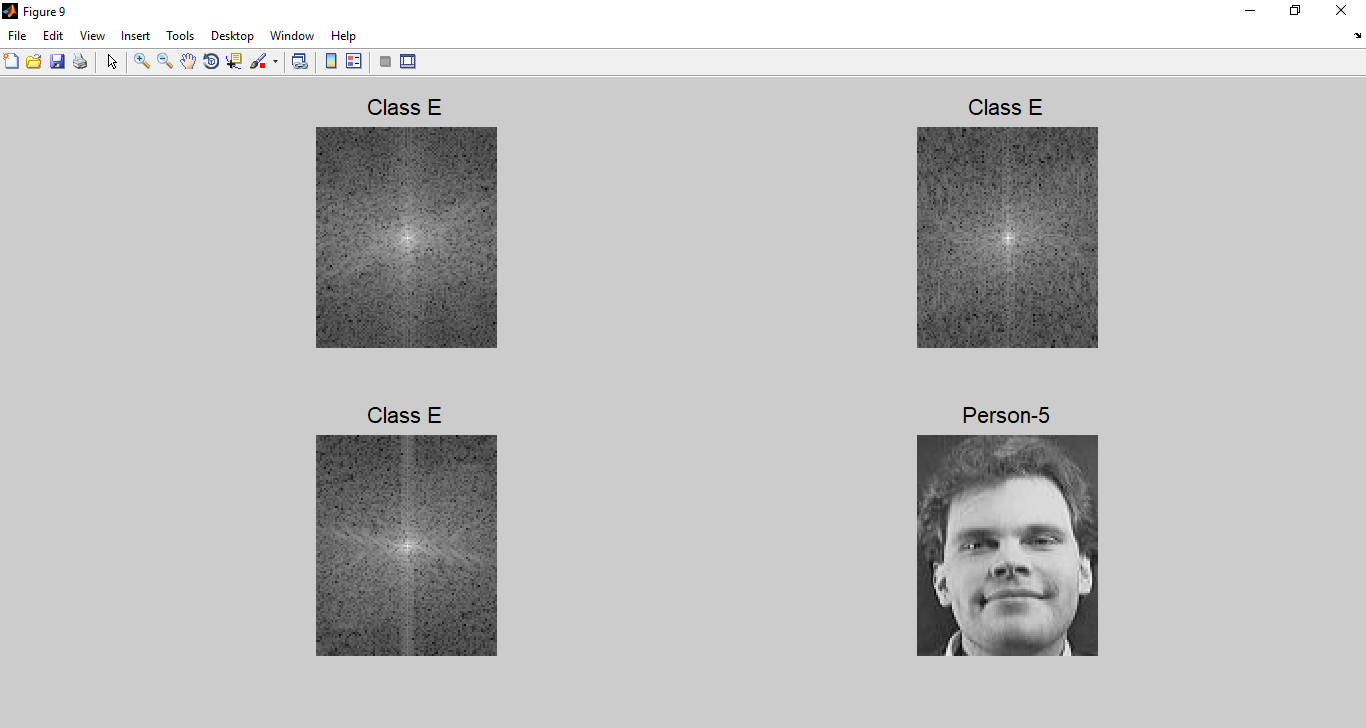 Figure 9
File Edit View Insert Tools Desktop Window Help
Class E
Class E
Class E
Person-5